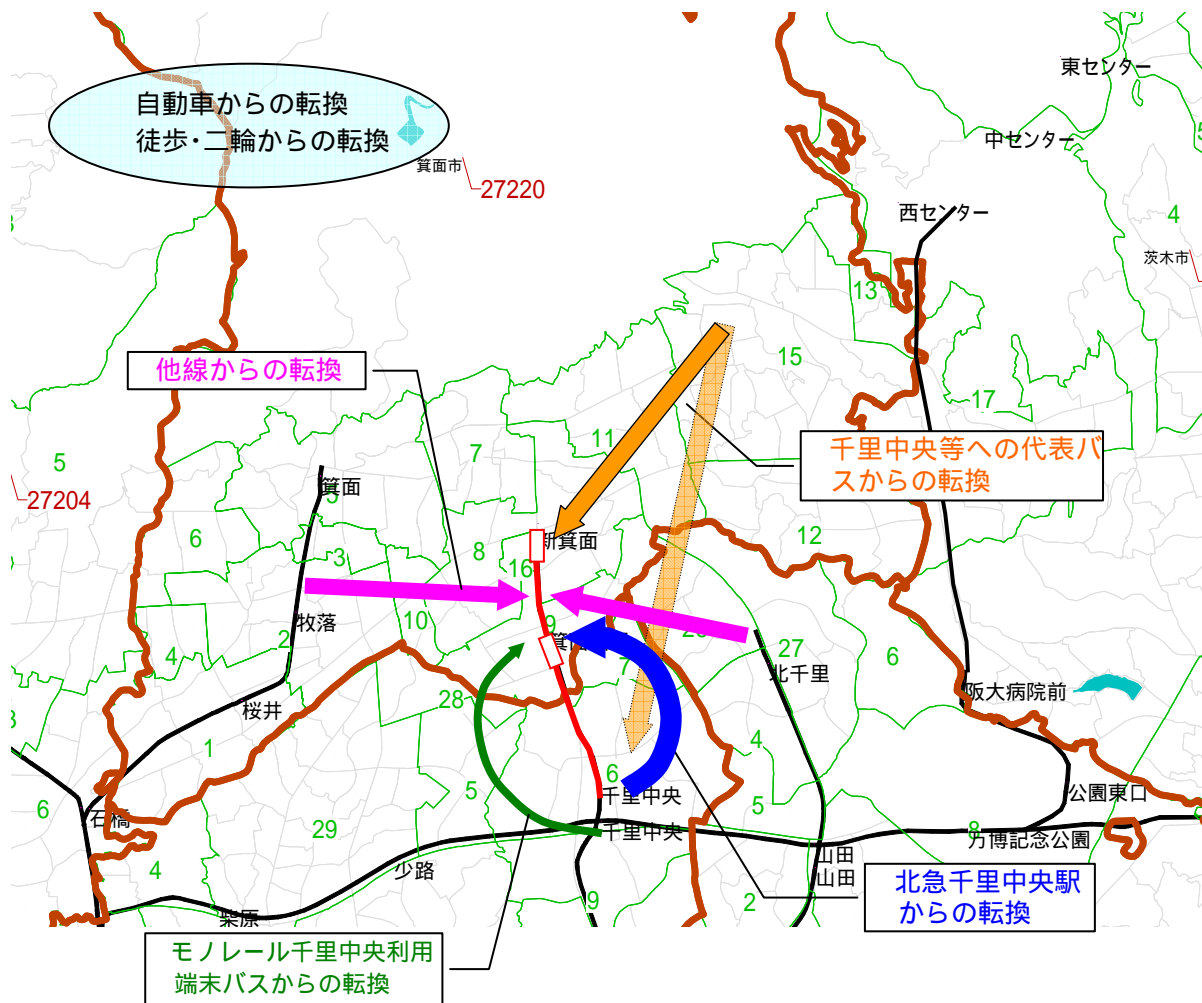 東センター
自動車からの転換
徒歩・二輪からの転換
中センター
箕面市
27220
西センター
4
茨木市
13
15
他線からの転換
17
11
7
千里中央等への代表バ
スからの転換
5
27204
箕面
5
6
3
8
新箕面
12
16
10
9
牧落
2
4
7
27
6
北千里
28
阪大病院前
桜井
1
4
6
5
千里中央
5
公園東口
6
石橋
29
千里中央
8
万博記念公園
4
少路
山田
山田
9
2
柴原
北急千里中央駅
からの転換
モノレール千里中央利用
端末バスからの転換